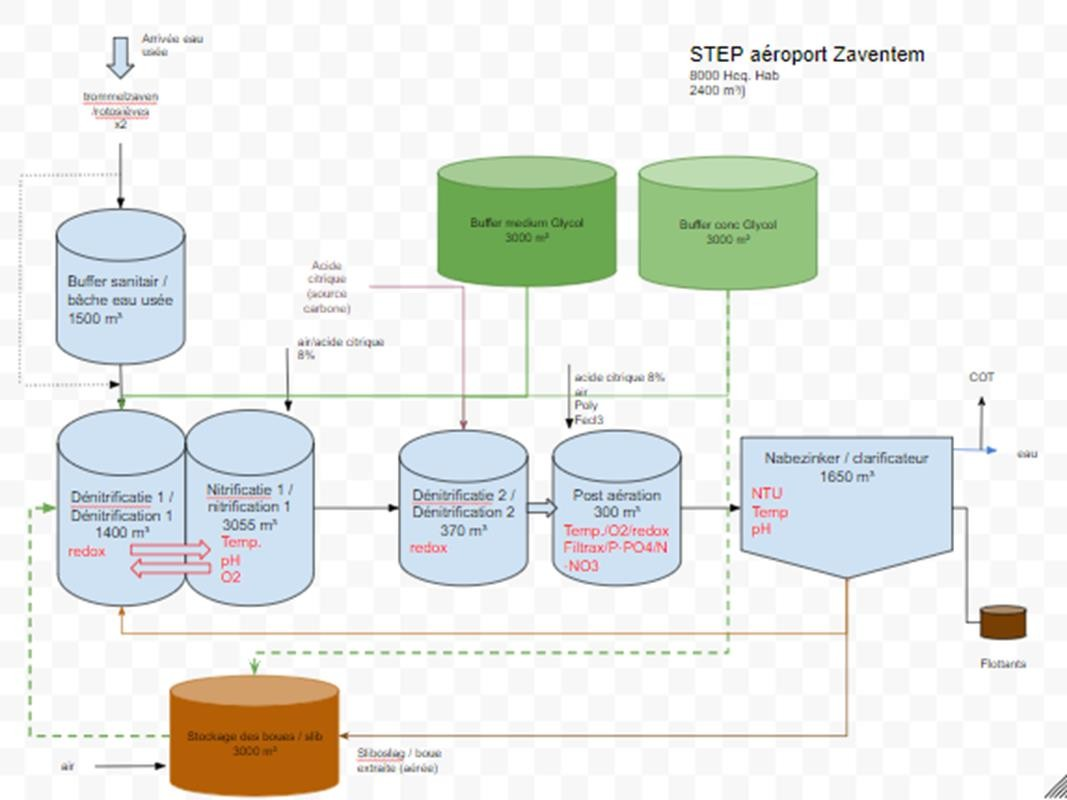 Arrivée eau
usée
STEP aéroport Zaventem
8000 Heq. Hab
2400 m³/j
trommelzaven
/rotosièves
x2
Buffer medium Glycol
3000 m³
Buffer conc Glycol
3000 m³
Buffer sanitair /
bâche eau usée
1500 m³
Acide
citrique
(source
carbone)
air/acide citrique
8%
acide citrique 8%
air
Poly
Fecl3
COT
eau
Dénitrificatie 1 /
Dénitrification 1
1400 m³
redox
Nitrificatie 1 /
nitrification 1
3055 m³
Temp.
pH
O2
Dénitrificatie 2 /
Dénitrification 2
370 m³
redox
Post aération
300 m³
Temp./O2/redox
Filtrax/P-PO4/N
-NO3
Nabezinker / clarificateur
1650 m³
NTU
Temp
pH
Flottants
Stockage des boues / slib
3000 m³
air
Slibopslag / boue
extraite (aérée)